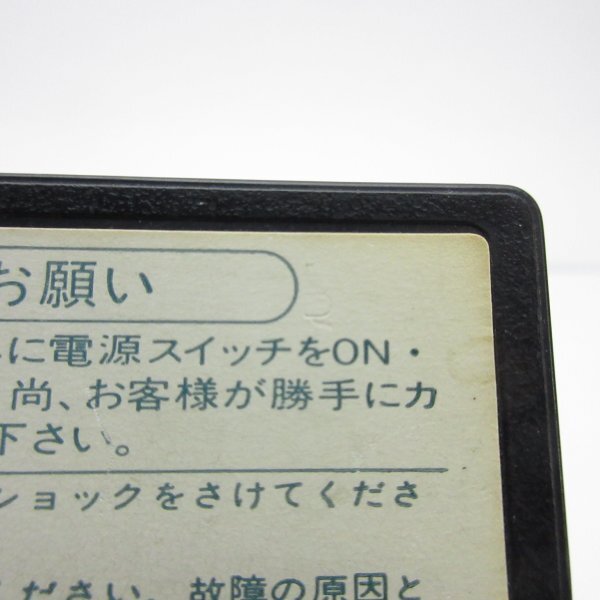 お願い
に電源スイッチをON・
尚、お客様が勝手にカ
下さい。
ショックをさけてくださ
ください。故障の原因と